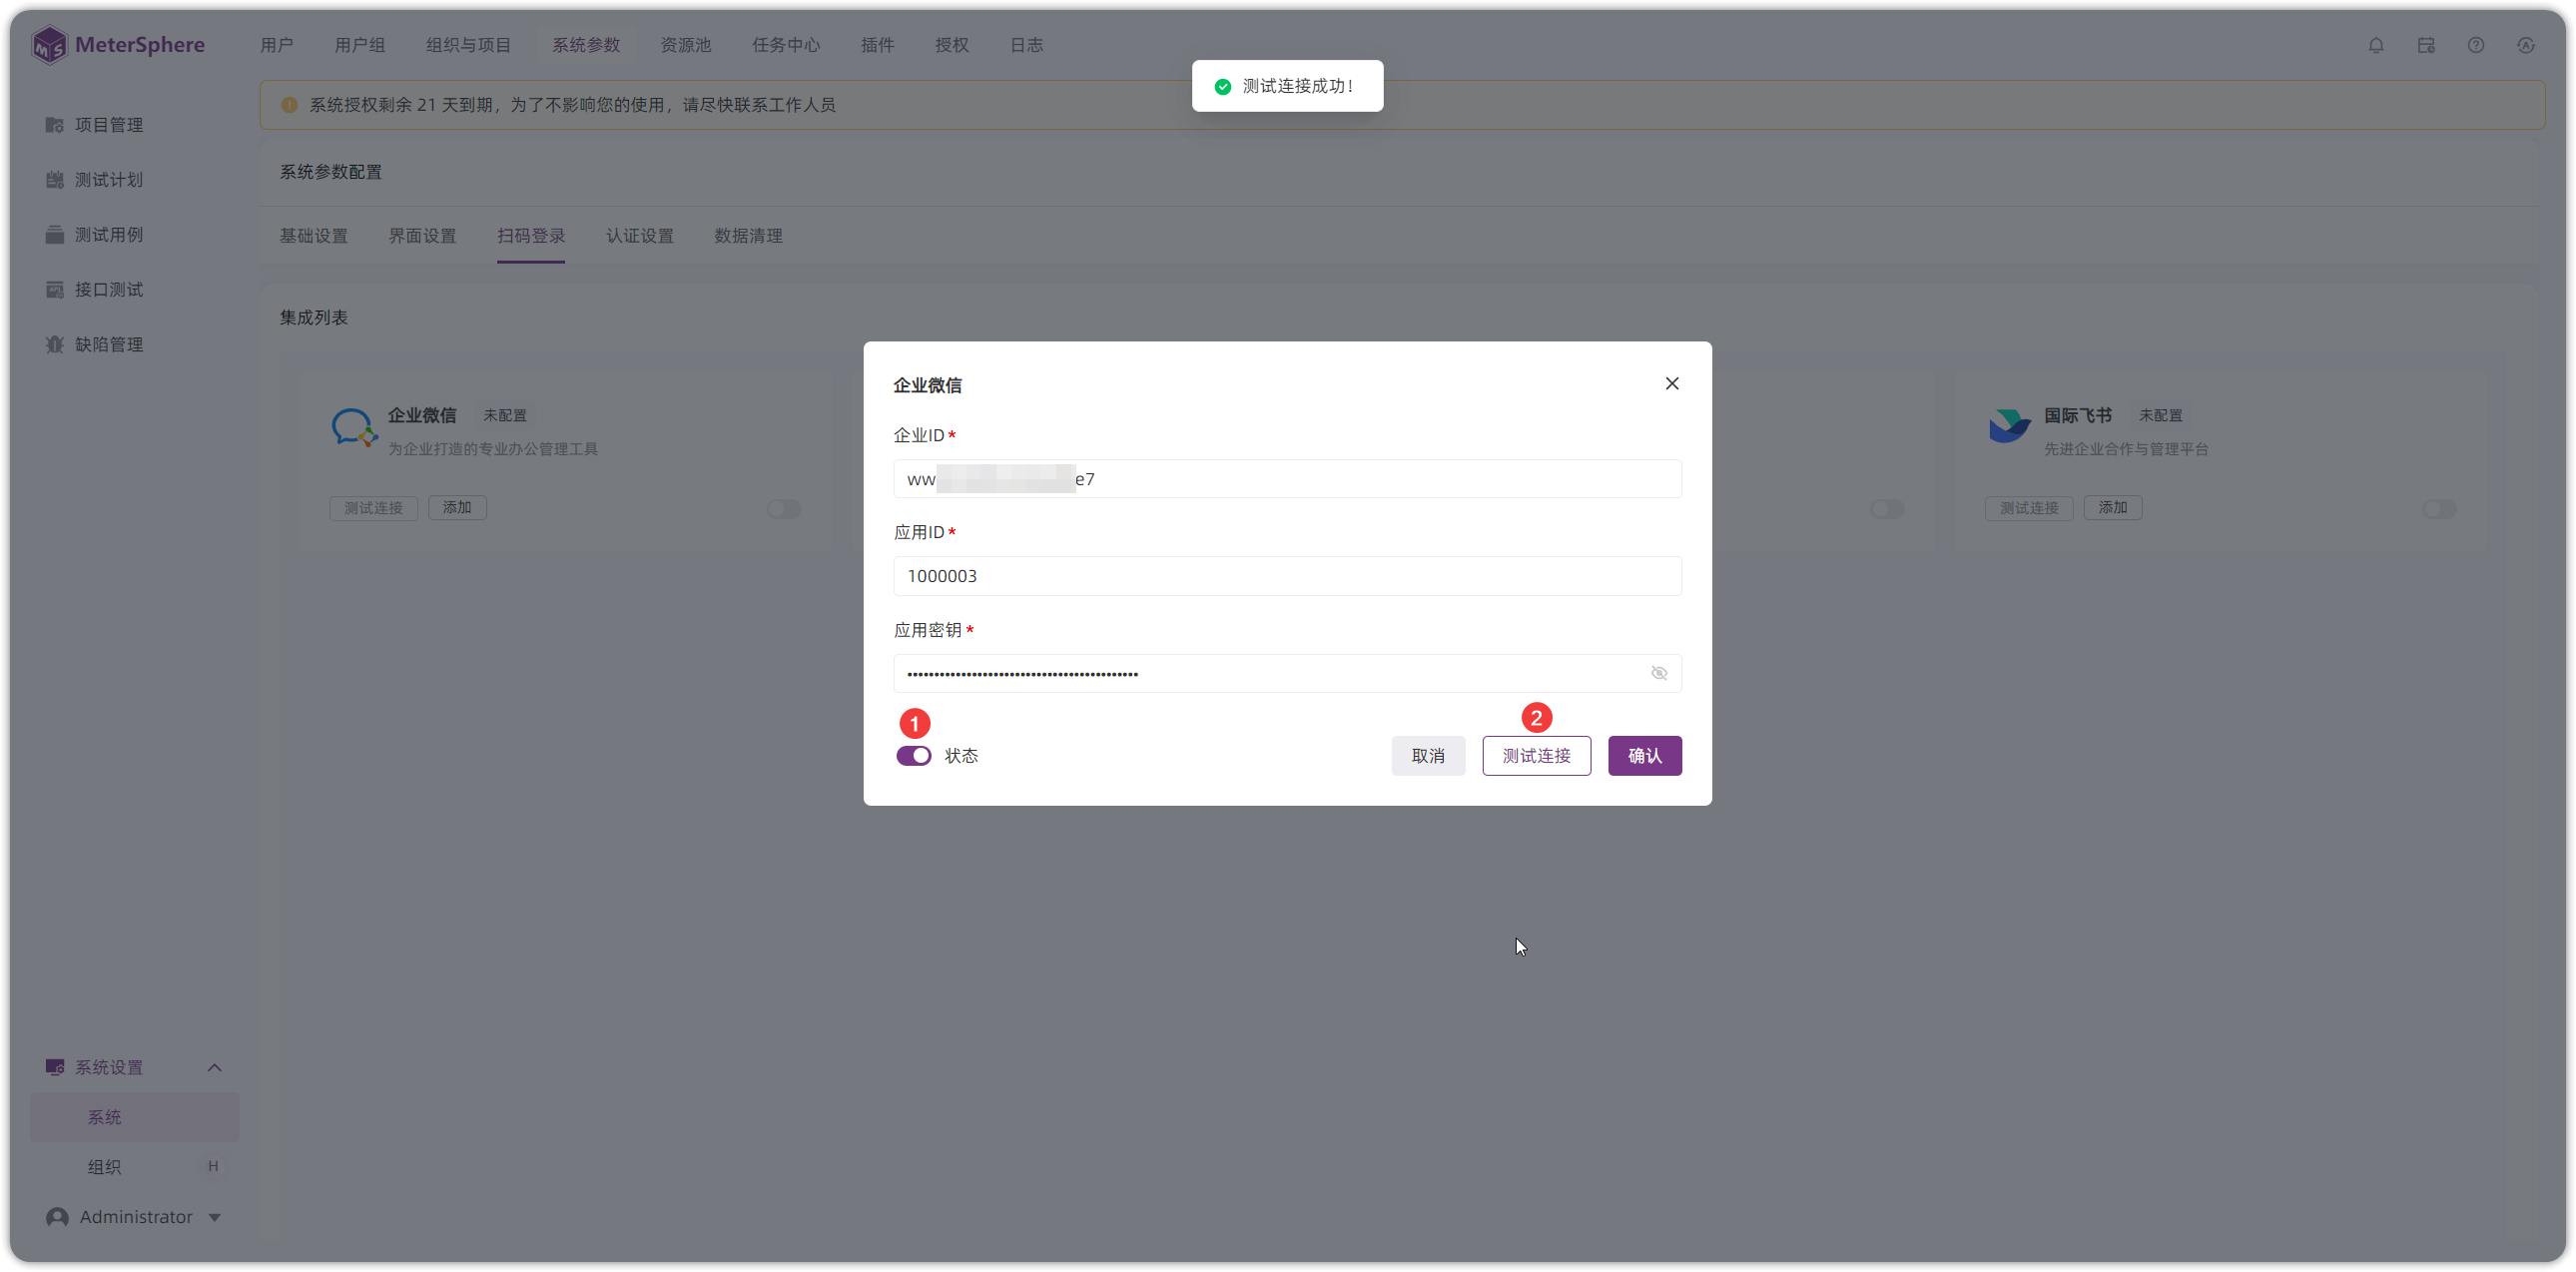 MeterSphere
用户
用户组
组织与项目
系统参数
资源池
任务中心
插件
授权
日志
测试连接成功!
系统授权剩余 21 天到期，为了不影响您的使用，请尽快联系工作人员
项目管理
测试计划
测试用例
接口测试
缺陷管理
系统参数配置
基础设置
界面设置
扫码登录
认证设置
数据清理
集成列表
企业微信
未配置
为企业打造的专业办公管理工具
测试连接
添加
企业微信
企业ID*
ww
e7
应用ID*
1000003
应用密钥*
••••••••••••••••••••••••••••••••••••••••••••
1
状态
取消
2
测试连接
确认
国际飞书
未配置
先进企业合作与管理平台
测试连接
添加
系统设置
系统
组织
H
Administrator